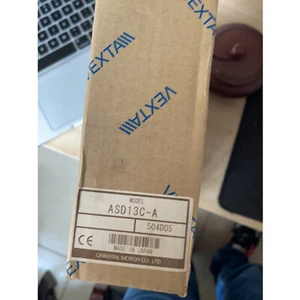 VEXTA
VEXTA
VEXTA
MODEL
ASD13C-A
504D05
CE
MADE IN JAPAN
ORIENTAL MOTOR CO., LTD.